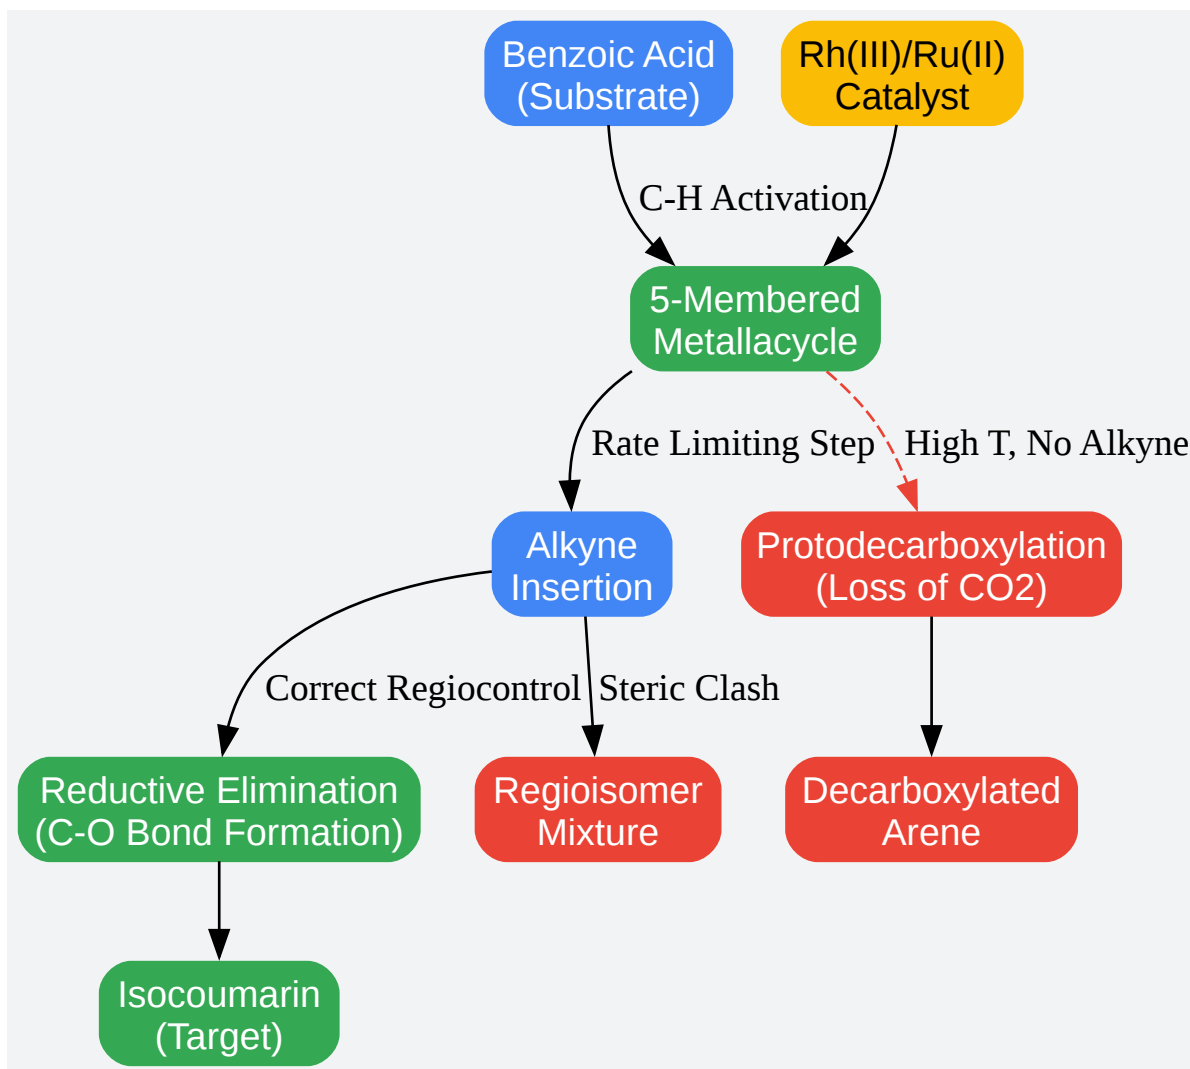 Benzoic Acid
(Substrate)
Rh(III)/Ru(II)
Catalyst
C-H Activation
5-Membered
Metallacycle
Rate Limiting Step
High T, No Alkyne
Alkyne
Insertion
Protodecarboxylation
(Loss of CO2)
Correct Regiocontrol
Steric Clash
Reductive Elimination
(C-O Bond Formation)
Regioisomer
Mixture
Decarboxylated
Arene
Isocoumarin
(Target)